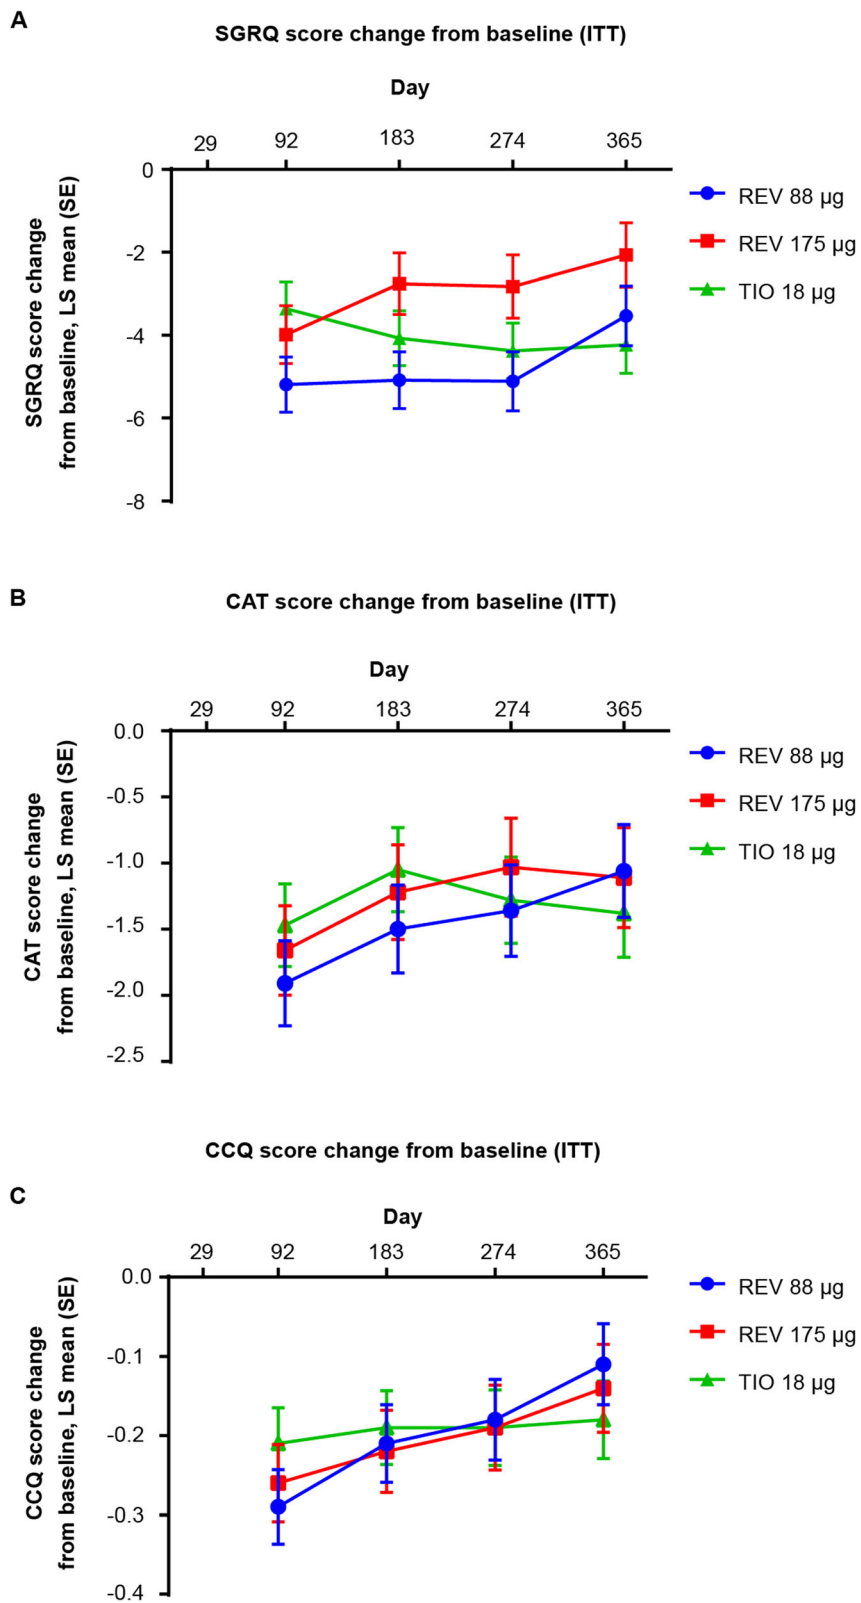 A
SGRQ score change from baseline (ITT)
Day
29 92 183 274 365
0
-2
-4
-6
-8
SGRQ score change
from baseline, LS mean (SE)
REV 88 µg
REV 175 µg
TIO 18 µg
B
CAT score change from baseline (ITT)
Day
29 92 183 274 365
0.0
-0.5
-1.0
-1.5
-2.0
-2.5
CAT score change
from baseline, LS mean (SE)
REV 88 µg
REV 175 µg
TIO 18 µg
CCQ score change from baseline (ITT)
C
Day
29 92 183 274 365
0.0
-0.1
-0.2
-0.3
-0.4
CCQ score change
from baseline, LS mean (SE)
REV 88 µg
REV 175 µg
TIO 18 µg